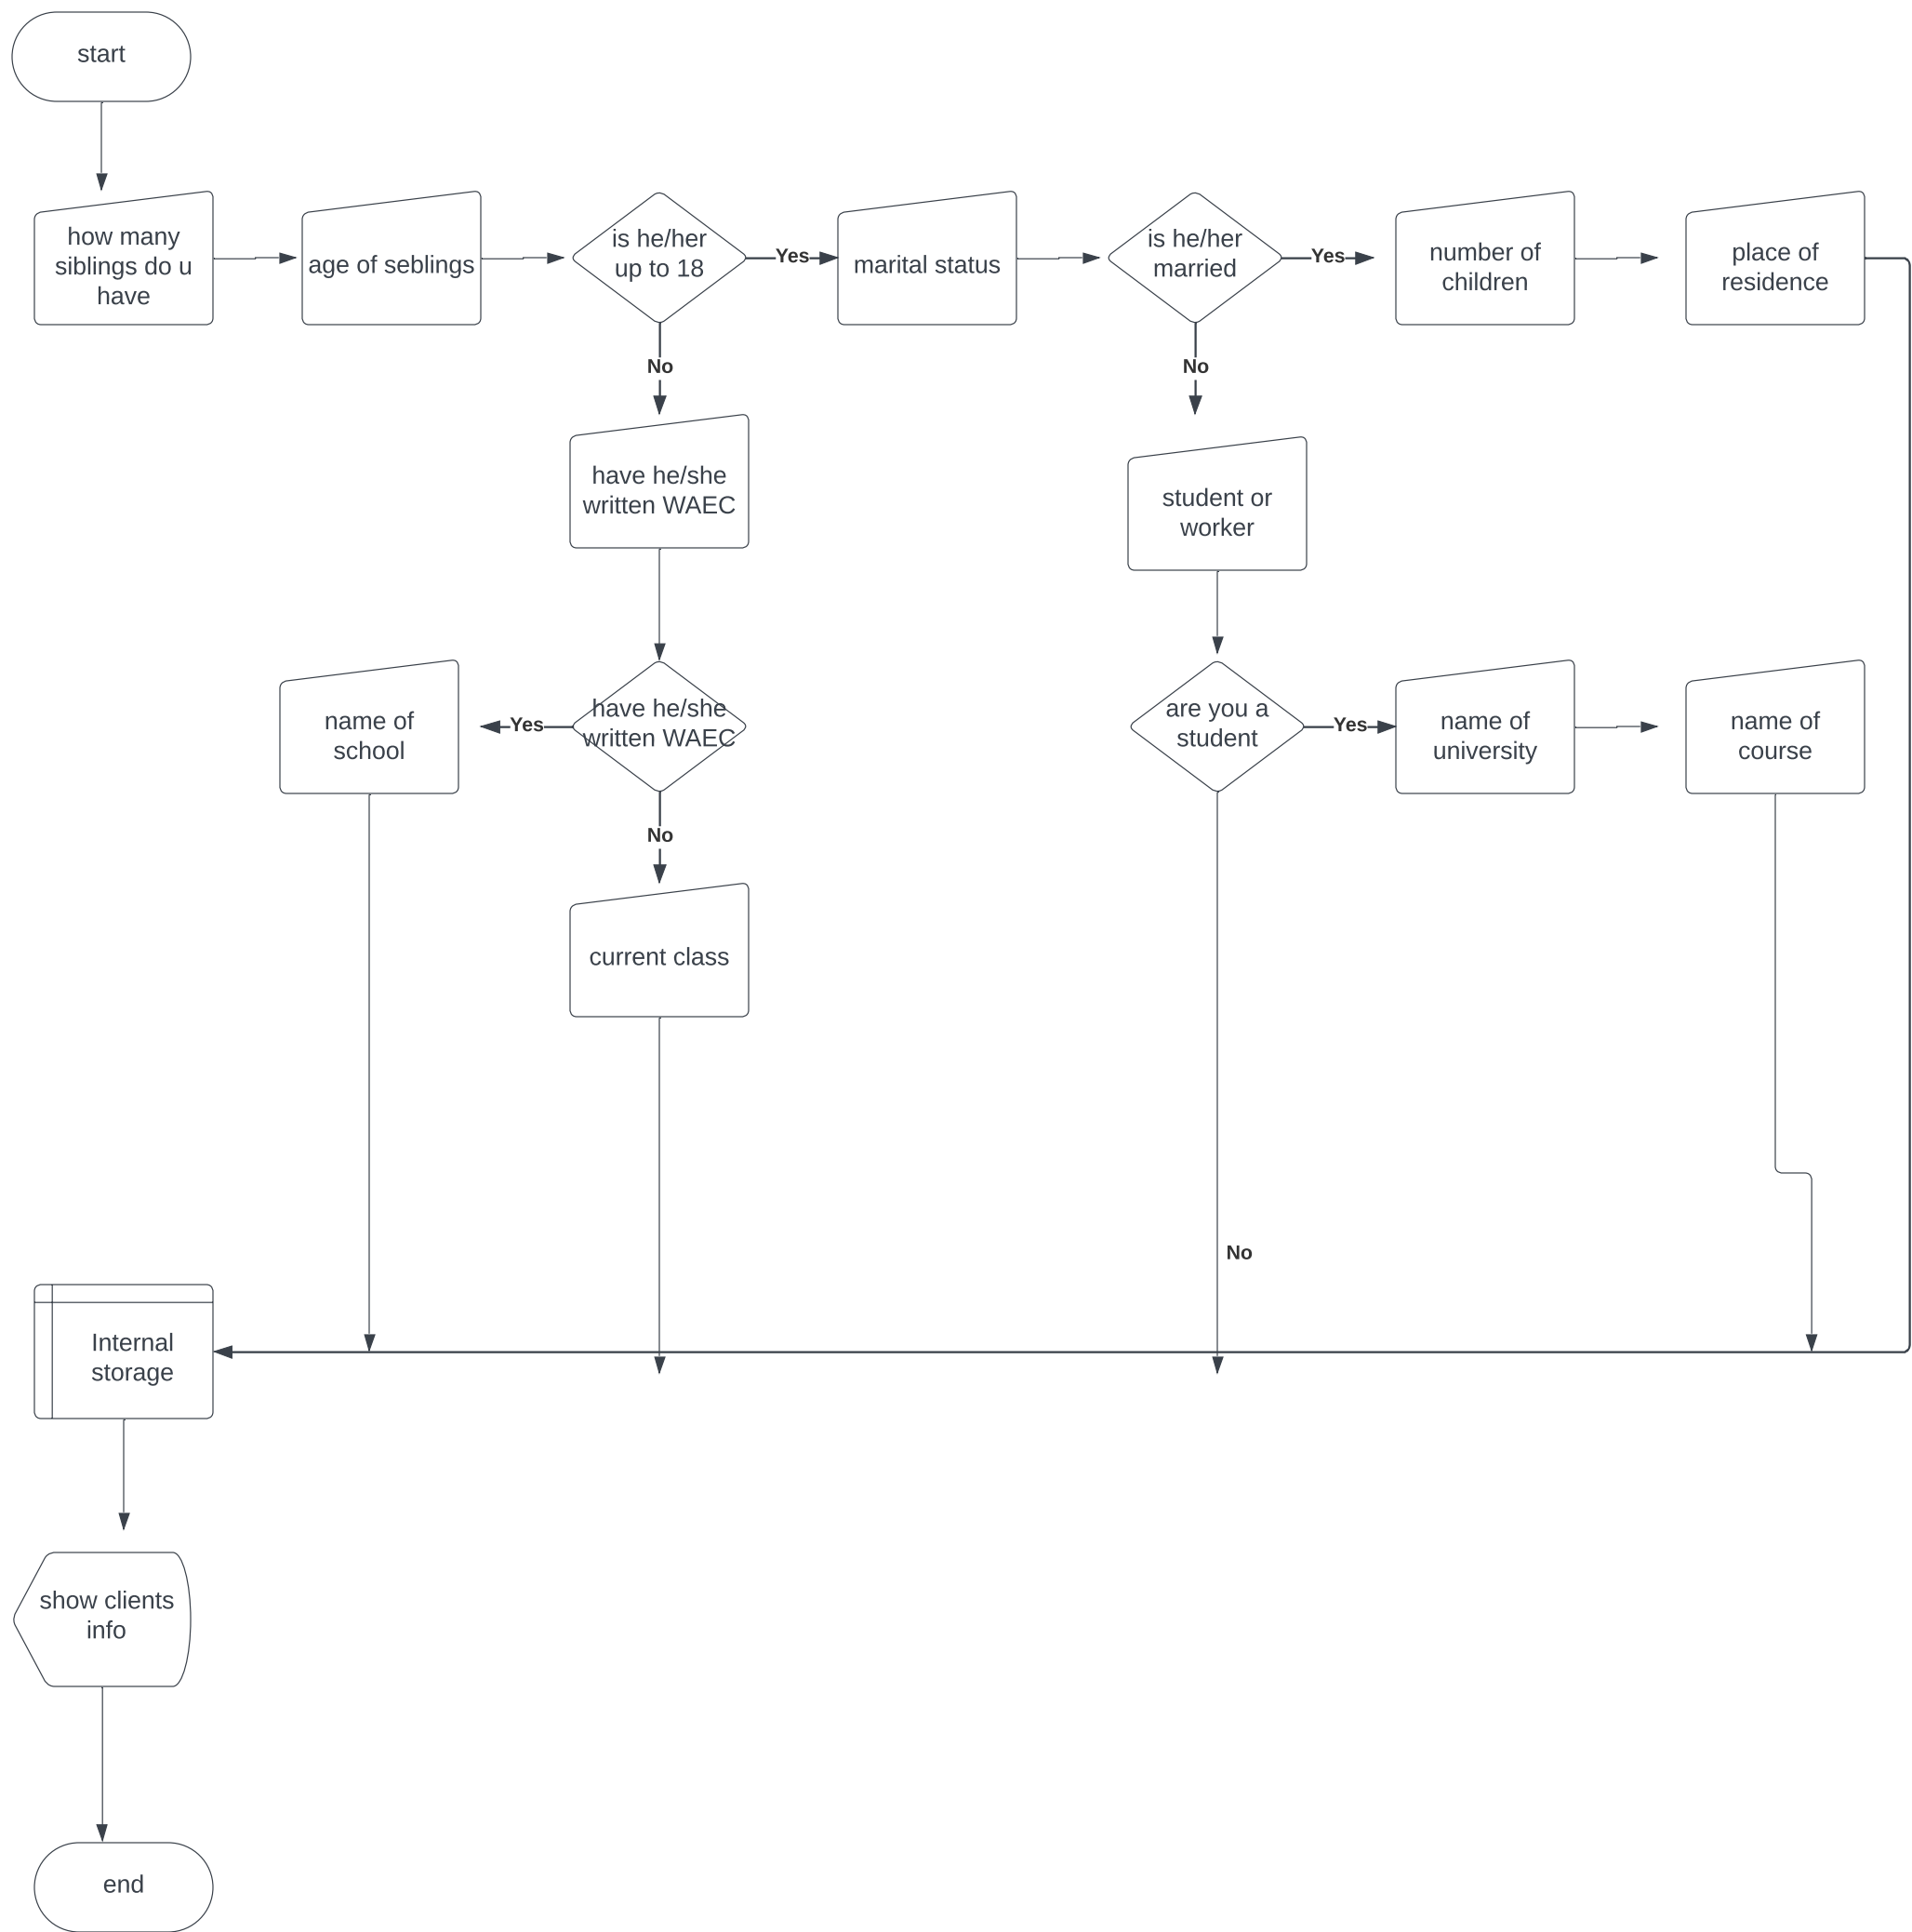 start
how many
siblings do u
have
age of seblings
is he/her
up to 18
Yes
marital status
is he/her
married
Yes
number of
children
place of
residence
No
No
have he/she
written WAEC
student or
worker
name of
school
Yes
have he/she
written WAEC
are you a
student
Yes
name of
university
name of
course
No
current class
No
Internal
storage
show clients
info
end